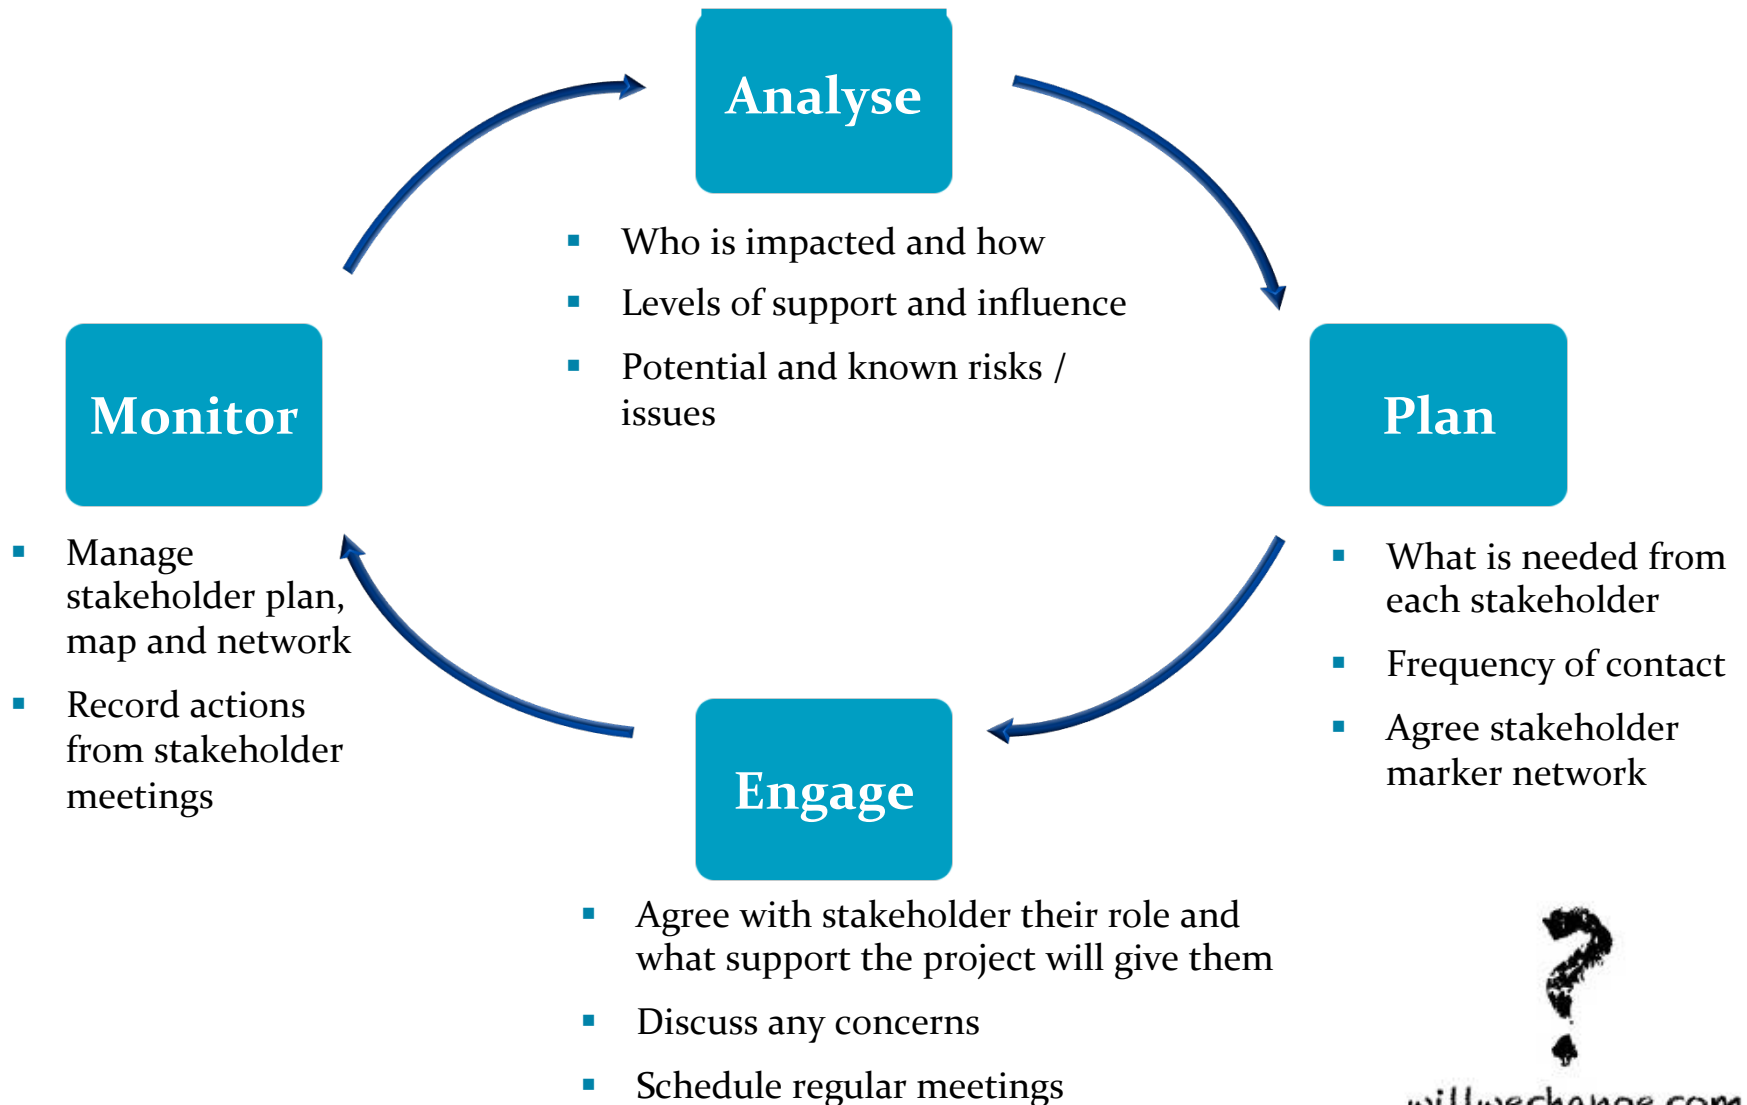 Analyse
Who is impacted and how
Levels of support and influence
Potential and known risks /
issues
Plan
What is needed from
each stakeholder
Frequency of contact
Agree stakeholder
marker network
Engage
Agree with stakeholder their role and
what support the project will give them
Discuss any concerns
Schedule regular meetings
Monitor
Manage
stakeholder plan,
map and network
Record actions
from stakeholder
meetings
?
willwechange.com